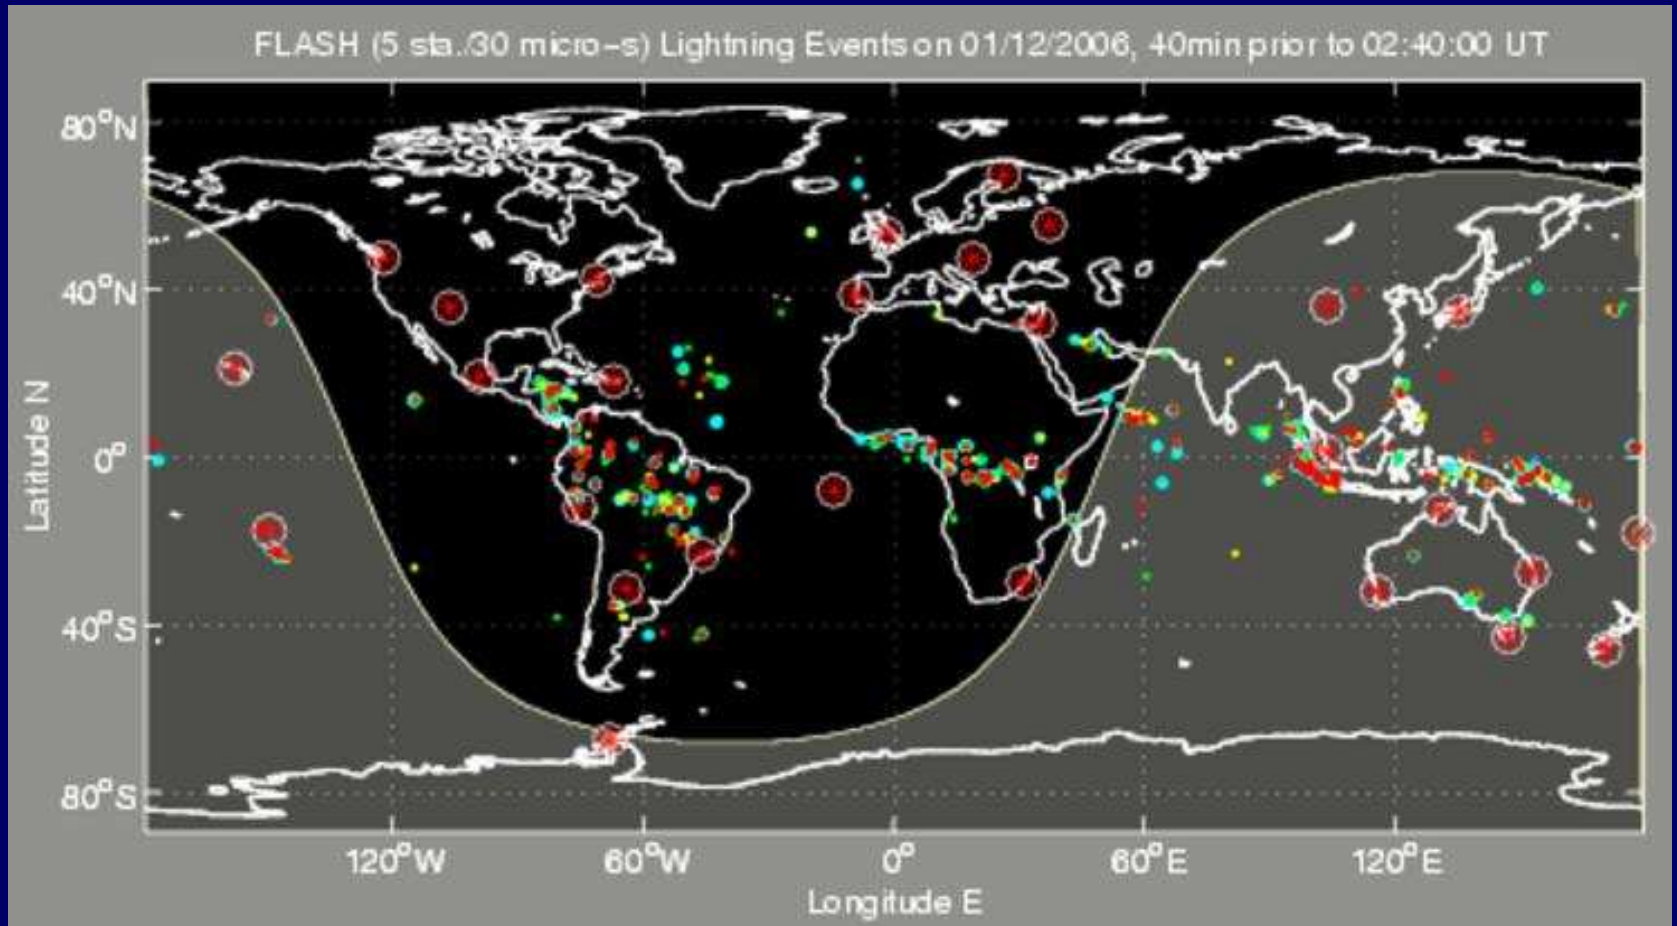 FLASH (5 sta./30 micro-s) Lightning Events on 01/12/2006, 40min prior to 02:40:00 UT
80°N
40°N
0°
40°S
80°S
Latitude N
120°W 60°W 0° 60°E 120°E
Longitude E